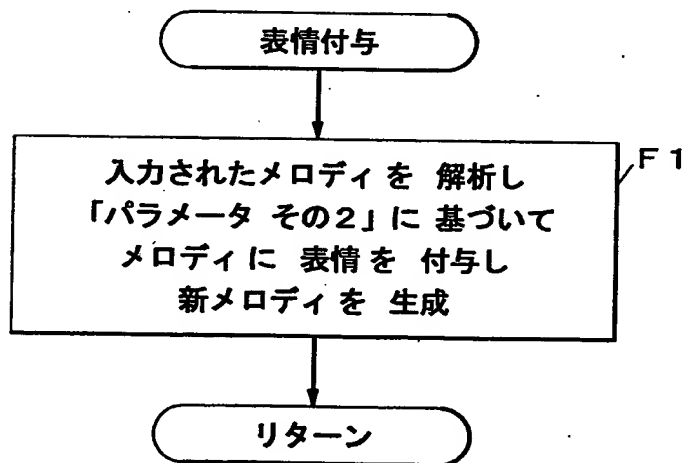 表情付与
F1
入力されたメロディを 解析し
「パラメータ その2」に 基づいて
メロディに 表情を 付与し
新メロディを 生成
リターン